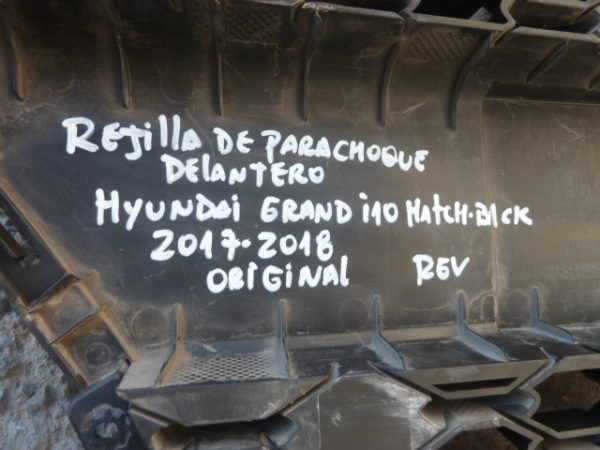 Rejilla DE PARACHOQUE
DELANTERO
HYUNDAI GRAND i10 HATCH-BACK
2017-2018
ORIGINAL REV